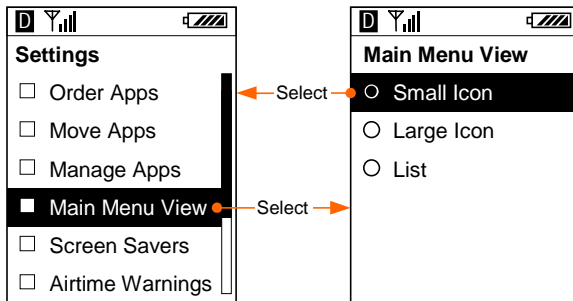 D
Settings
Order Apps
Move Apps
Manage Apps
Main Menu View
Screen Savers
Airtime Warnings
Select
Select
D
Main Menu View
Small Icon
Large Icon
List